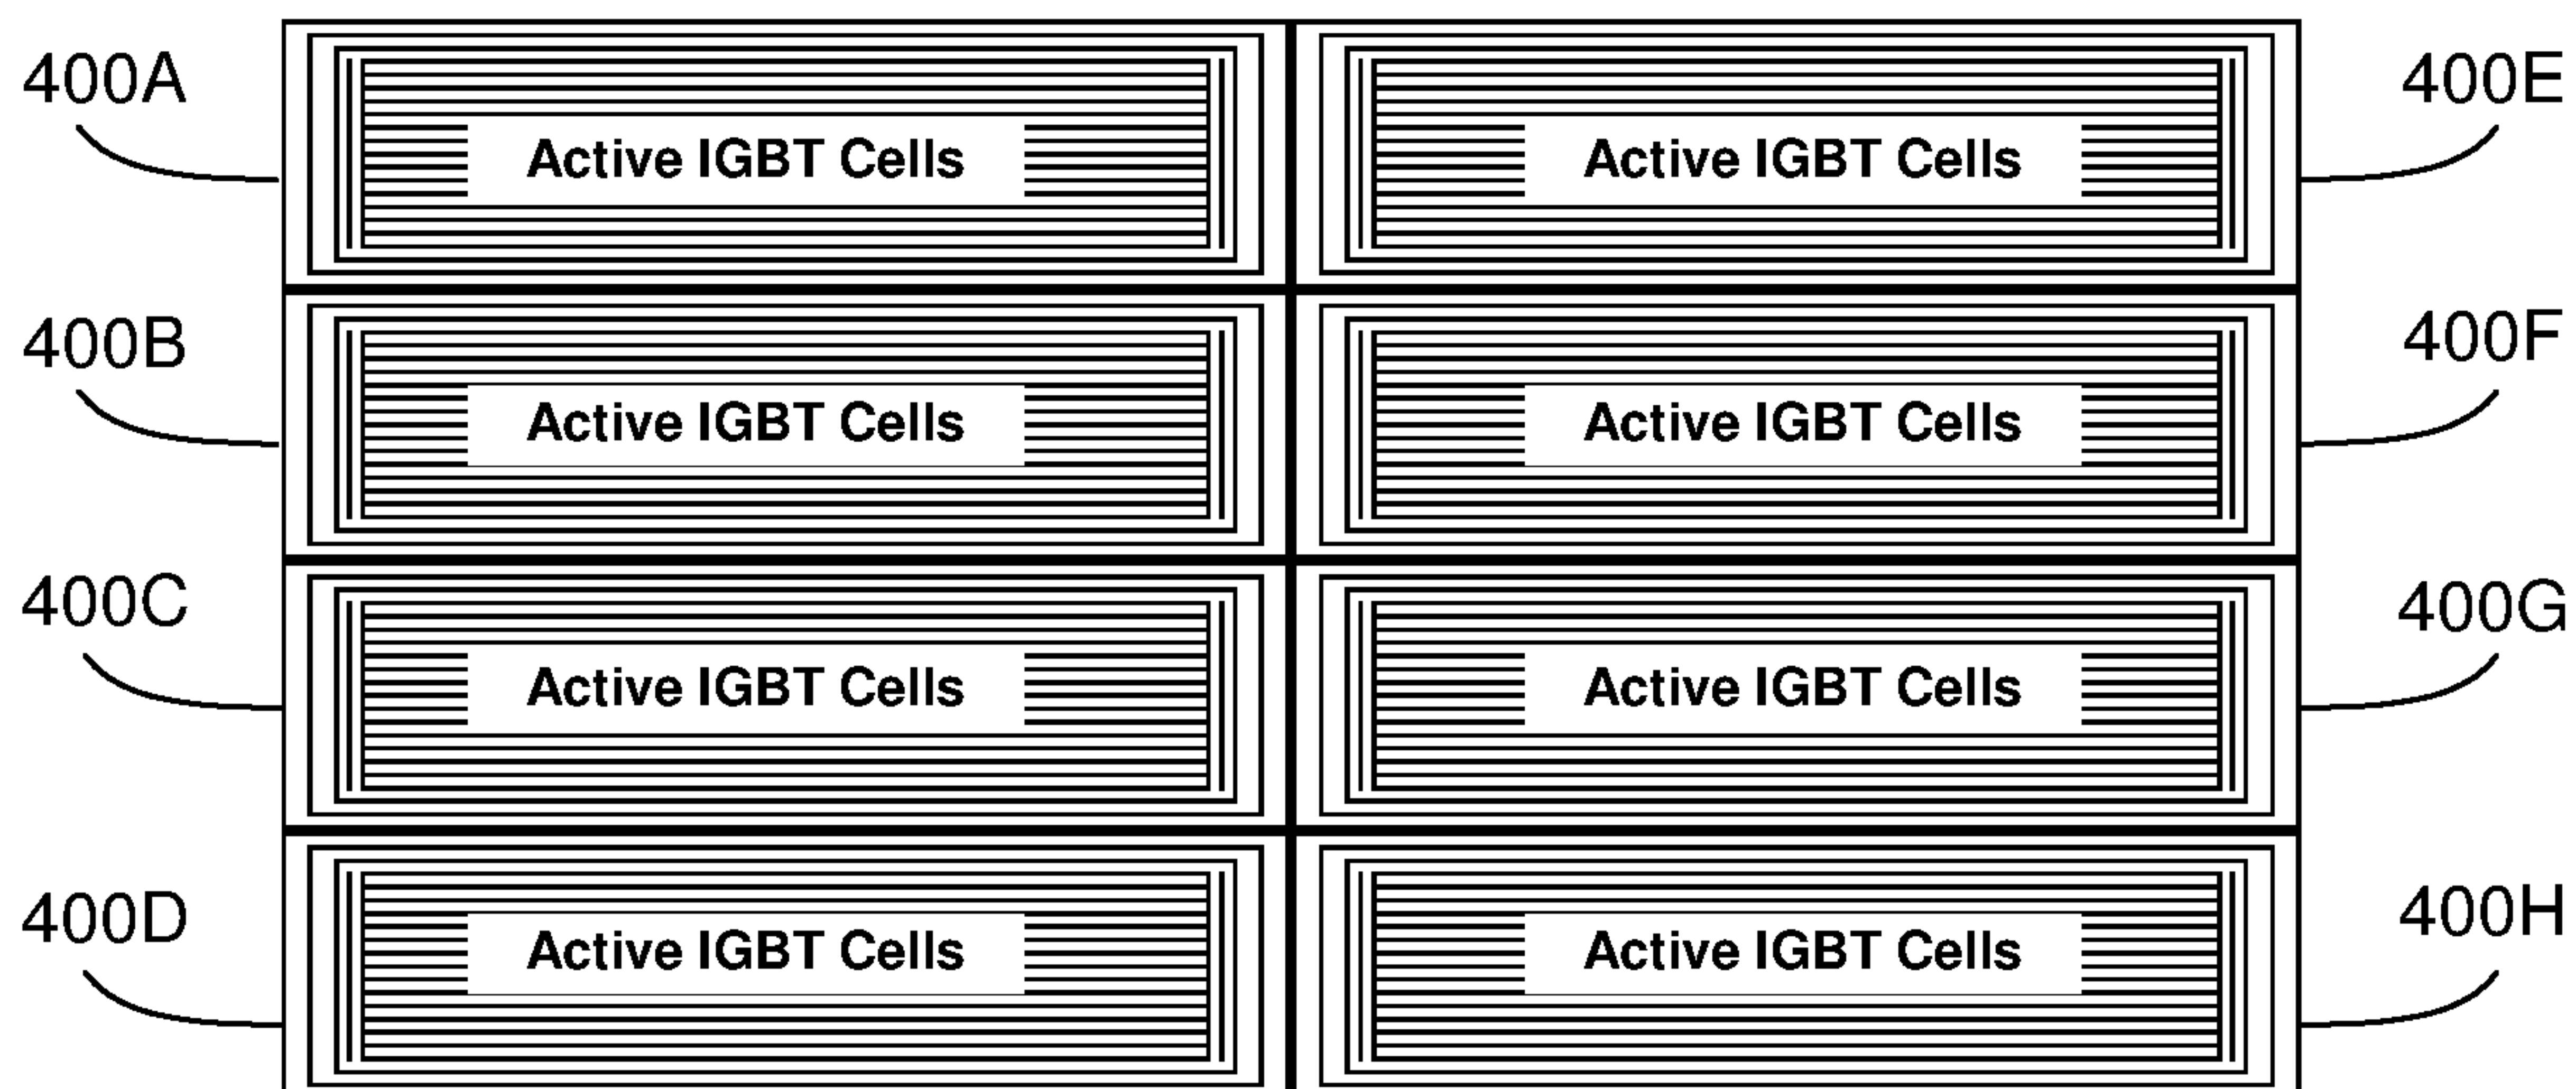 400A
Active IGBT Cells
Active IGBT Cells
400E
400B
Active IGBT Cells
Active IGBT Cells
400F
400C
Active IGBT Cells
Active IGBT Cells
400G
400D
Active IGBT Cells
Active IGBT Cells
400H